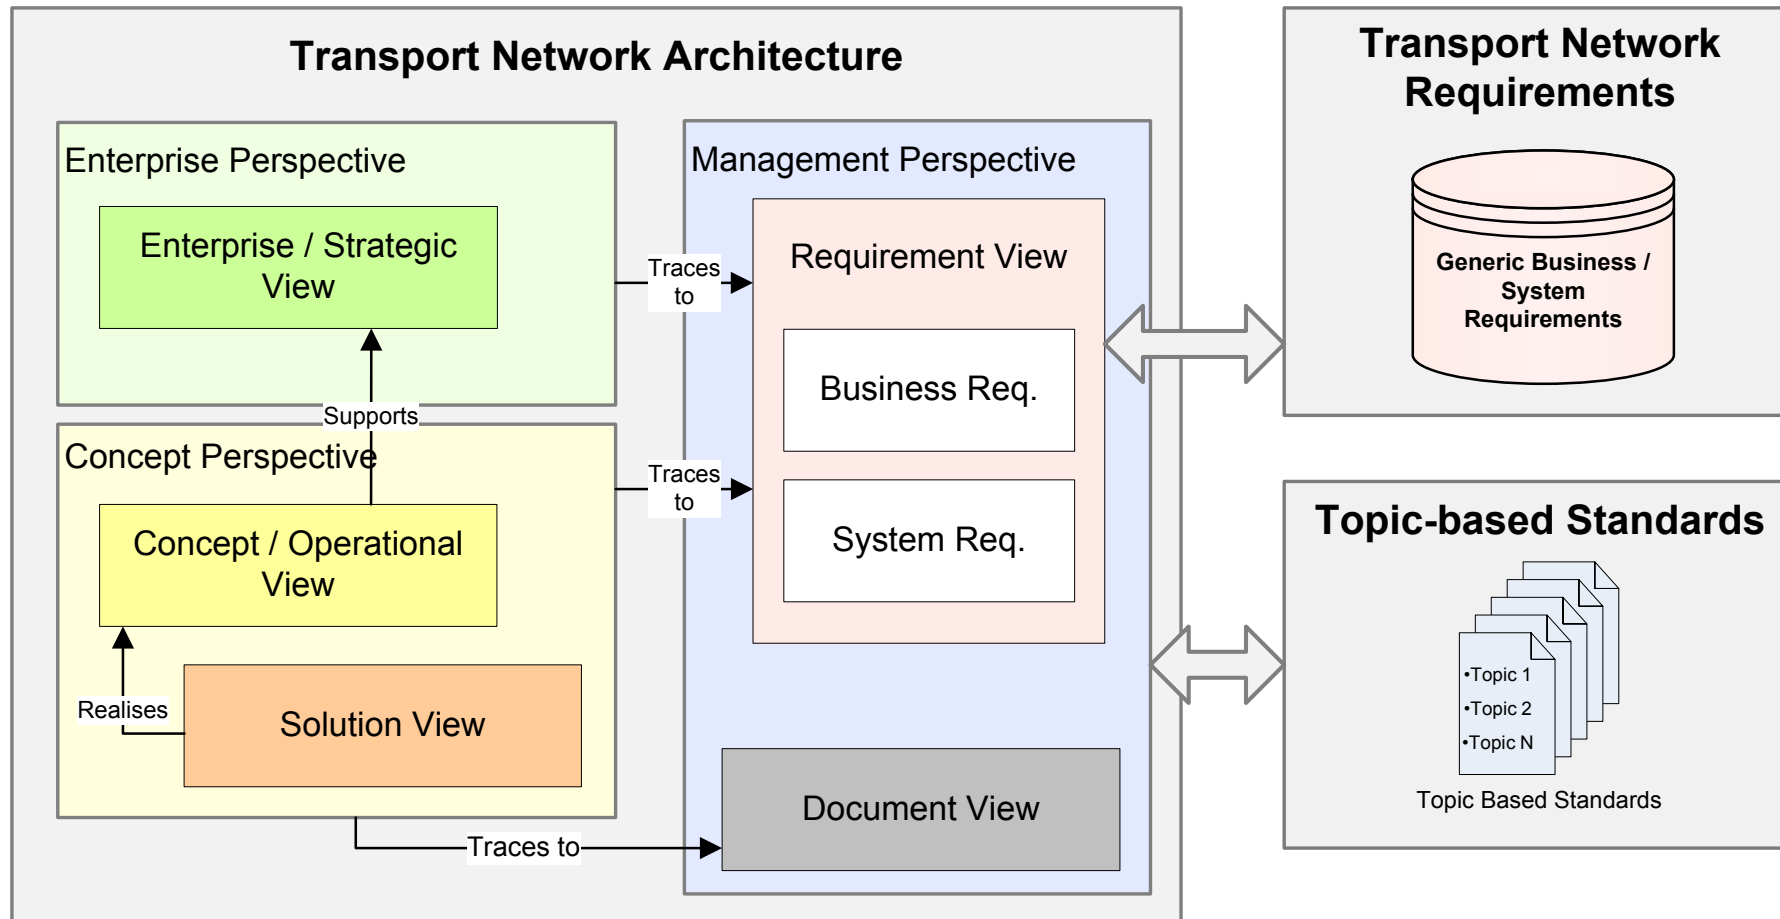 Transport Network Architecture
Enterprise Perspective
Enterprise / Strategic
View
Supports
Concept Perspective
Concept / Operational
View
Realises
Solution View
Traces
to
Traces
to
Traces to
Management Perspective
Requirement View
Business Req.
System Req.
Document View
Transport Network
Requirements
Generic Business /
System
Requirements
Topic-based Standards
•Topic 1
•Topic 2
•Topic N
Topic Based Standards